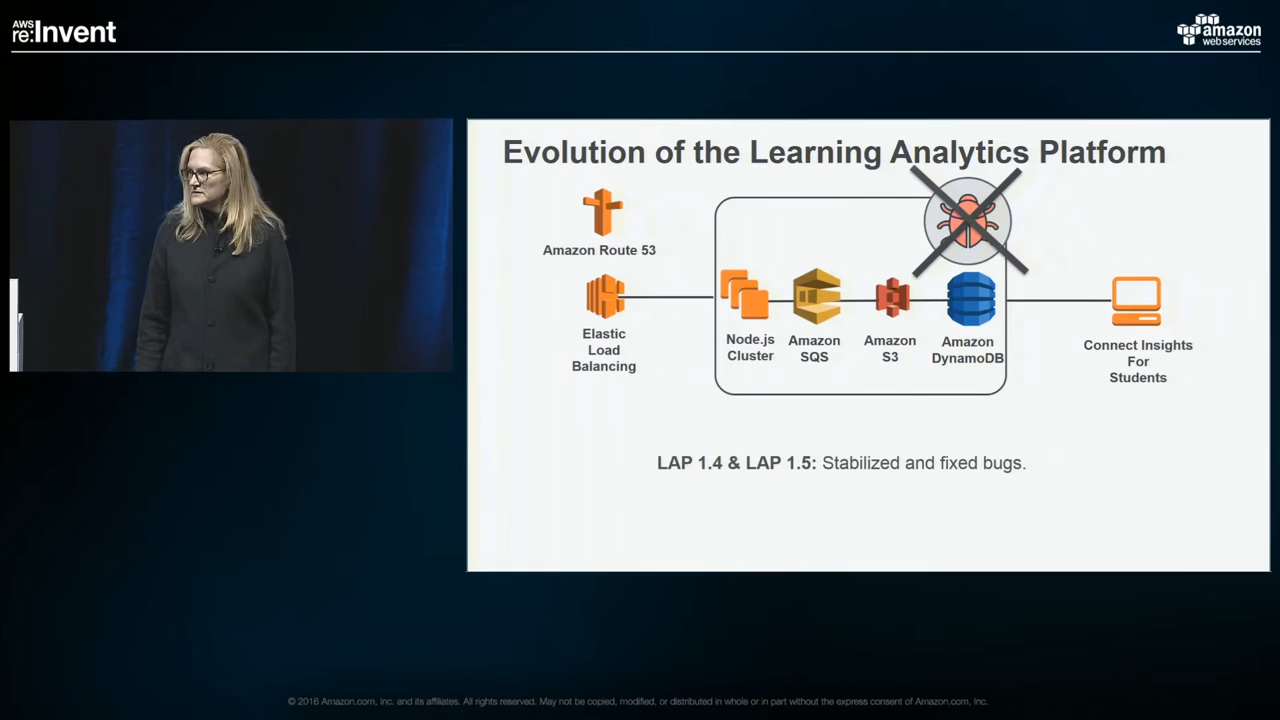 AWS
re:Invent
amazon
web services
Evolution of the Learning Analytics Platform
Amazon Route 53
Elastic
Load
Balancing
Node.js
Cluster
Amazon
SQS
Amazon
S3
Amazon
DynamoDB
Connect Insights
For
Students
LAP 1.4 & LAP 1.5: Stabilized and fixed bugs.
© 2016 Amazon.com, Inc. and its affiliates. All rights reserved. May not be copied, modified, or distributed in whole or in part without the express consent of Amazon.com, Inc.